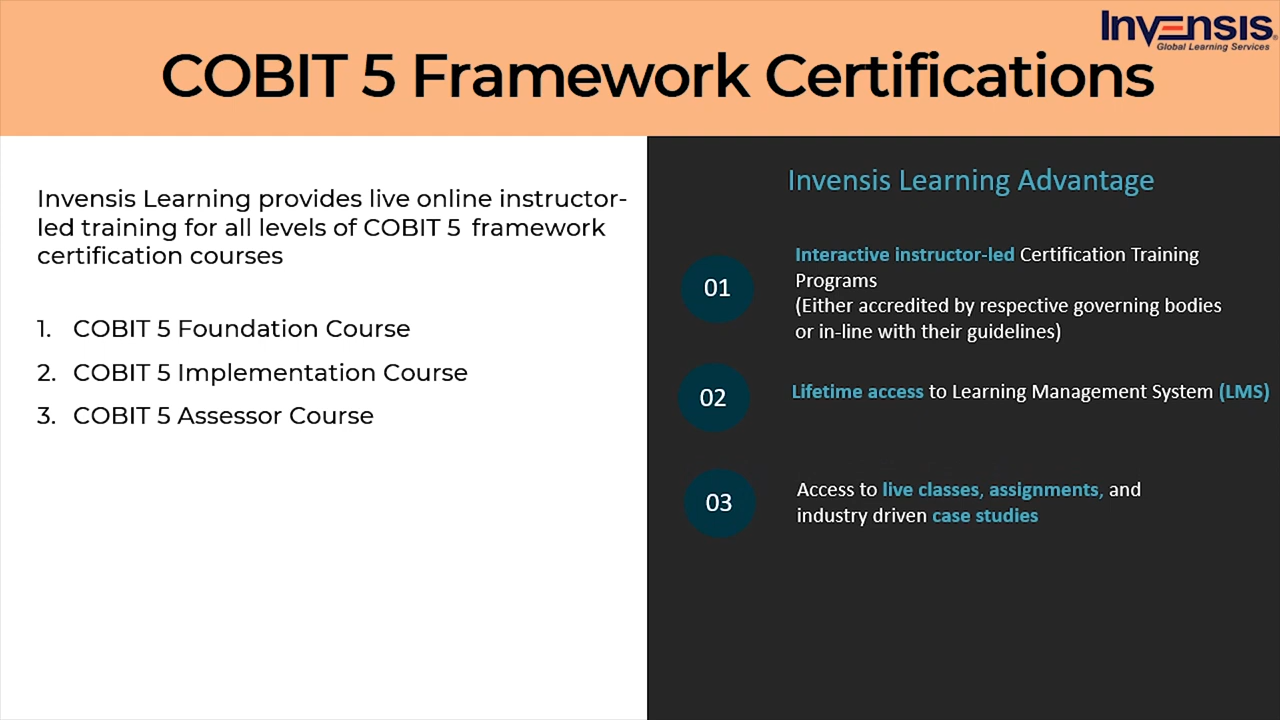 Invensis
Global Learning Services
COBIT 5 Framework Certifications
Invensis Learning provides live online instructor-
led training for all levels of COBIT 5 framework
certification courses
1. COBIT 5 Foundation Course
2. COBIT 5 Implementation Course
3. COBIT 5 Assessor Course
Invensis Learning Advantage
01
Interactive instructor-led Certification Training
Programs
(Either accredited by respective governing bodies
or in-line with their guidelines)
02
Lifetime access to Learning Management System (LMS)
03
Access to live classes, assignments, and
industry driven case studies